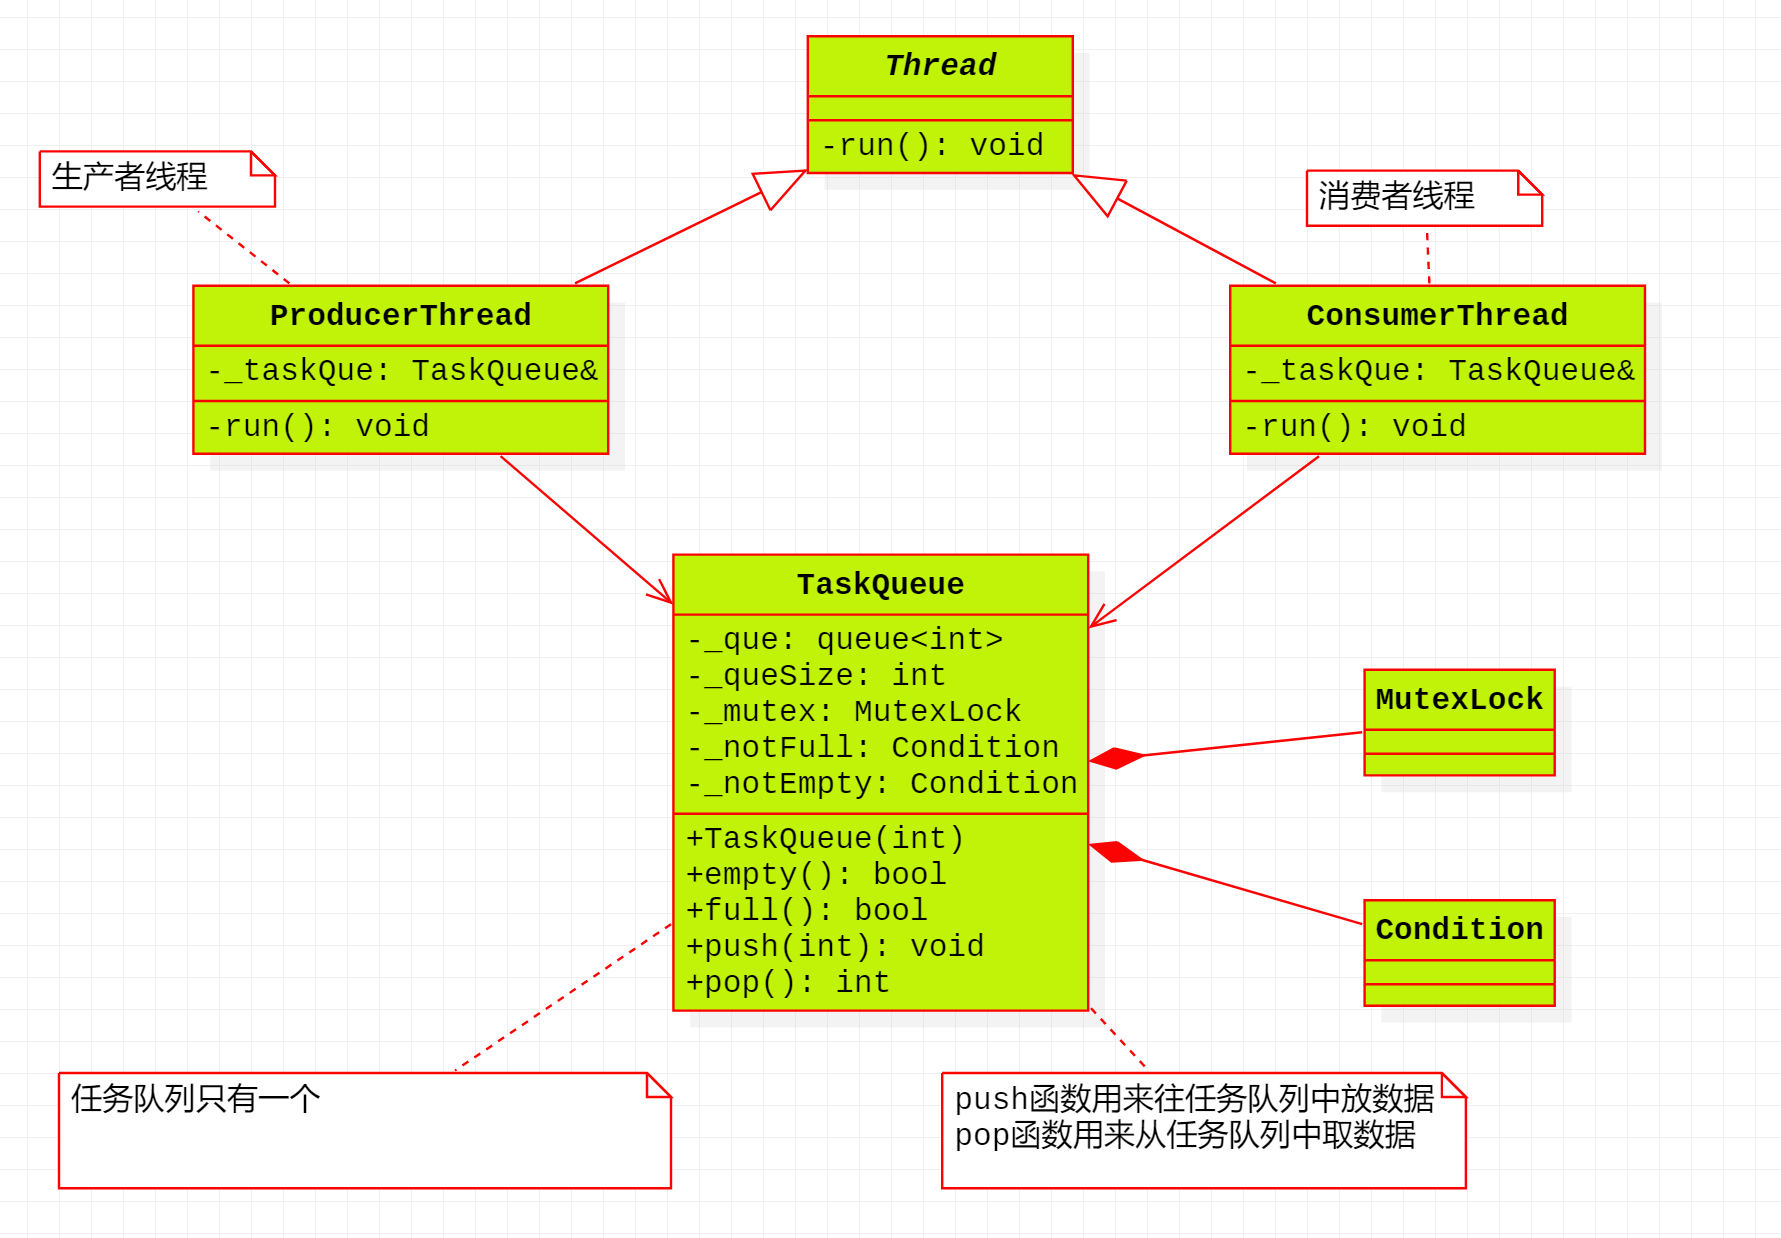 Thread
-run(): void
生产者线程
消费者线程
ProducerThread
-_taskQue: TaskQueue&
-run(): void
ConsumerThread
-_taskQue: TaskQueue&
-run(): void
TaskQueue
-_que: queue<int>
-_queSize: int
-_mutex: MutexLock
-_notFull: Condition
-_notEmpty: Condition
+TaskQueue(int)
+empty(): bool
+full(): bool
+push(int): void
+pop(): int
MutexLock
Condition
任务队列只有一个
push函数用来往任务队列中放数据
pop函数用来从任务队列中取数据